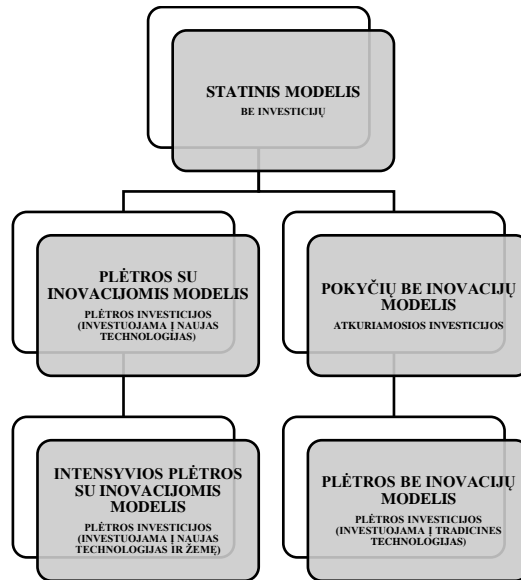 STATINIS MODELIS
BE INVESTICIJŲ
PLĖTROS SU
INOVACIJOMIS MODELIS
PLĖTROS INVESTICIJOS
(INVESTUOJAMA Į NAUJAS
TECHNOLOGIJAS)
POKYČIŲ BE INOVACIJŲ
MODELIS
ATKURIAMOSIOS INVESTICIJOS
INTENSYVIOS PLĖTROS
SU INOVACIJOMIS
MODELIS
PLĖTROS INVESTICIJOS
(INVESTUOJAMA Į NAUJAS
TECHNOLOGIJAS IR ŽEMĘ)
PLĖTROS BE INOVACIJŲ
MODELIS
PLĖTROS INVESTICIJOS
(INVESTUOJAMA Į TRADICINES
TECHNOLOGIJAS)